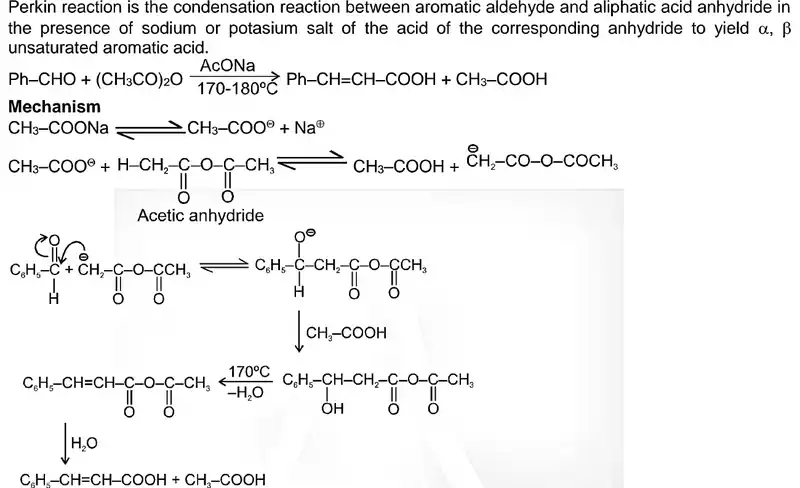 Perkin reaction is the condensation reaction between aromatic aldehyde and aliphatic acid anhydride in
the presence of sodium or potasium salt of the acid of the corresponding anhydride to yield α, β
unsaturated aromatic acid.
AcONa
Ph–CHO + (CH3CO)2O → Ph–CH=CH–COOH + CH3–COOH
170-180ºC
Mechanism
CH3–COONa ⇌ CH3–COO⊖ + Na⊕
CH3–COO⊖ + H–CH₂–C–O–C–CH₃ ⇌ CH3–COOH + ⊖CH₂–CO–O–COCH₃
O O
Acetic anhydride
O O⊖
C₆H₅–C + ⊖CH₂–C–O–CCH₃ ⇌ C₆H₅–C–CH₂–C–O–CCH₃
H O O H O O
CH₃–COOH
C₆H₅–CH=CH–C–O–C–CH₃ 170ºC –H₂O C₆H₅–CH–CH₂–C–O–C–CH₃
O O OH O O
H₂O
C₆H₅–CH=CH–COOH + CH₃–COOH